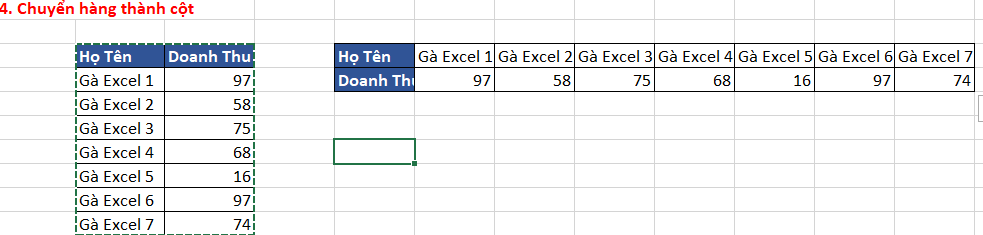 4. Chuyển hàng thành cột
Họ Tên Doanh Thu Họ Tên Gà Excel 1 Gà Excel 2 Gà Excel 3 Gà Excel 4 Gà Excel 5 Gà Excel 6 Gà Excel 7
Gà Excel 1 97 Doanh Thu 97 58 75 68 16 97 74
Gà Excel 2 58
Gà Excel 3 75
Gà Excel 4 68
Gà Excel 5 16
Gà Excel 6 97
Gà Excel 7 74